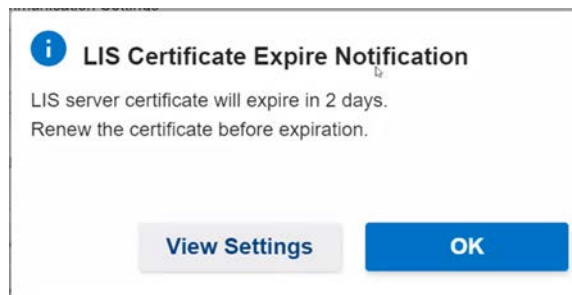 LIS Certificate Expire Notification
LIS server certificate will expire in 2 days.
Renew the certificate before expiration.
View Settings
OK